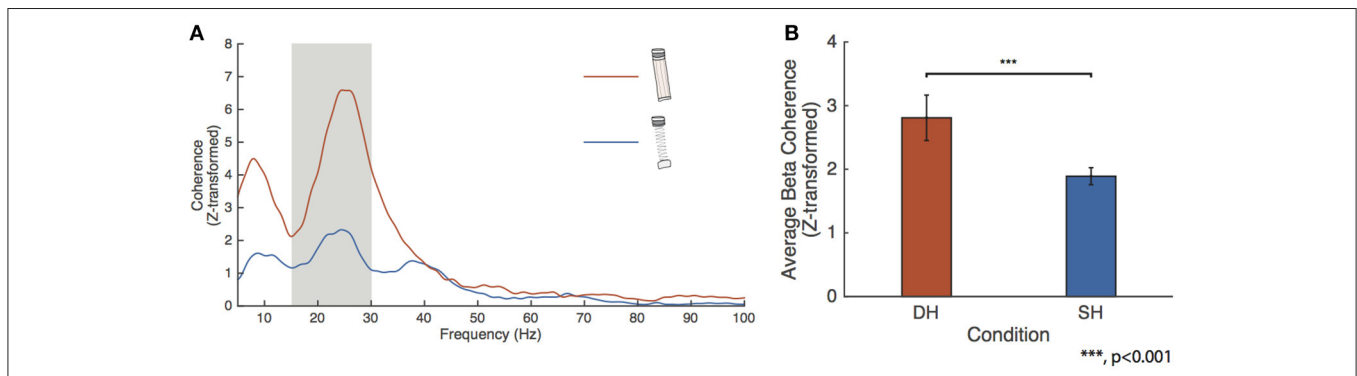 A
Coherence
(Z-transformed)
8
7
6
5
4
3
2
1
0
10 20 30 40 50 60 70 80 90 100
Frequency (Hz)
B
Average Beta Coherence
(Z-transformed)
4
3
2
1
0
***
DH SH
Condition
***, p<0.001